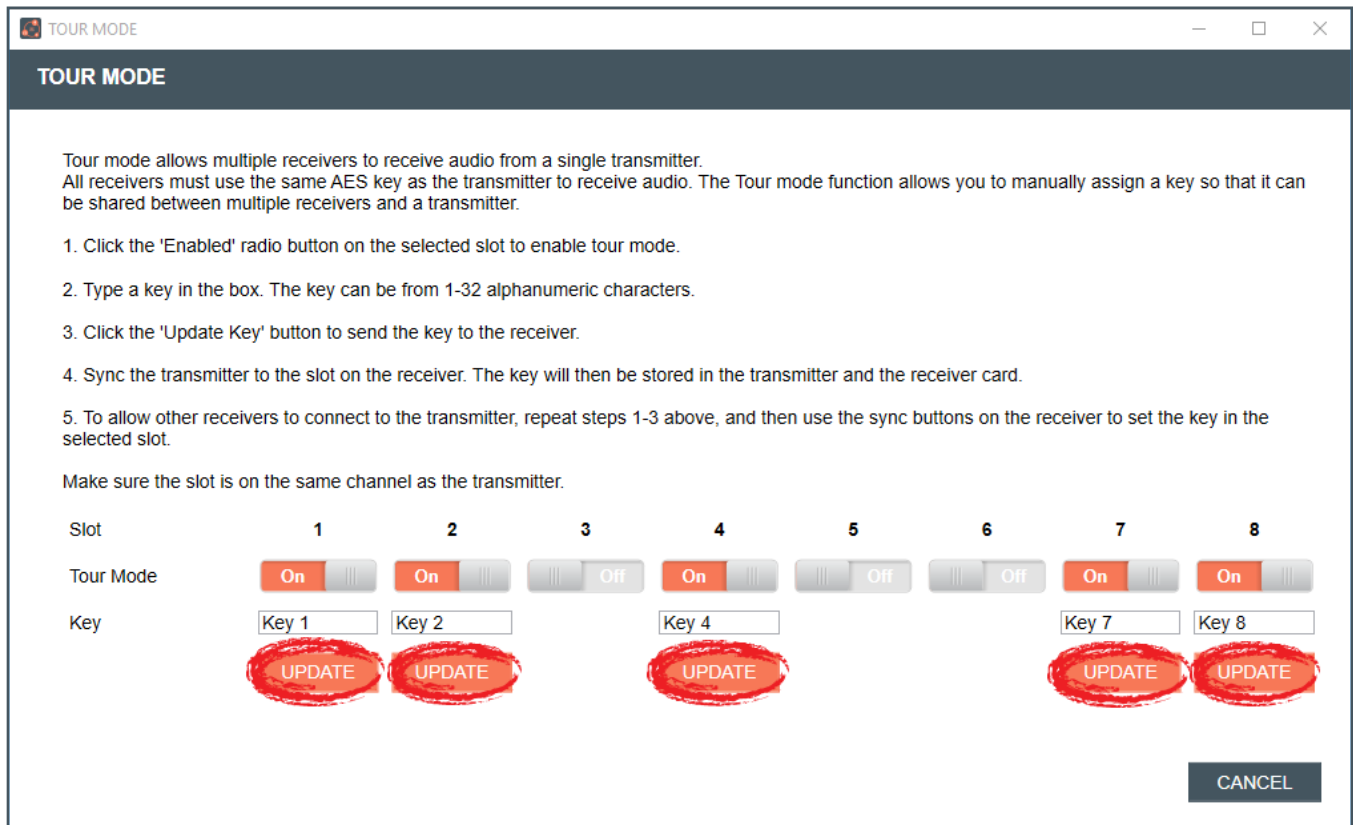 TOUR MODE
TOUR MODE
Tour mode allows multiple receivers to receive audio from a single transmitter.
All receivers must use the same AES key as the transmitter to receive audio. The Tour mode function allows you to manually assign a key so that it can
be shared between multiple receivers and a transmitter.
1. Click the 'Enabled' radio button on the selected slot to enable tour mode.
2. Type a key in the box. The key can be from 1-32 alphanumeric characters.
3. Click the 'Update Key' button to send the key to the receiver.
4. Sync the transmitter to the slot on the receiver. The key will then be stored in the transmitter and the receiver card.
5. To allow other receivers to connect to the transmitter, repeat steps 1-3 above, and then use the sync buttons on the receiver to set the key in the
selected slot.
Make sure the slot is on the same channel as the transmitter.
Slot 1 2 3 4 5 6 7 8
Tour Mode On On Off On Off Off On On
Key Key 1 Key 2 Key 4 Key 7 Key 8
UPDATE UPDATE UPDATE UPDATE UPDATE
CANCEL